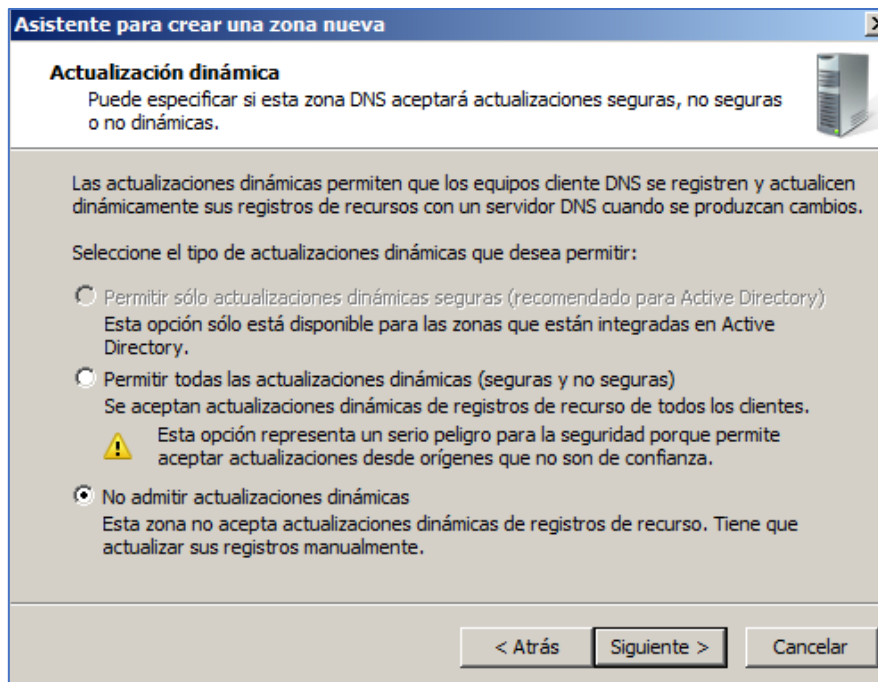 Asistente para crear una zona nueva
Actualización dinámica
Puede especificar si esta zona DNS aceptará actualizaciones seguras, no seguras
o no dinámicas.
Las actualizaciones dinámicas permiten que los equipos cliente DNS se registren y actualicen
dinámicamente sus registros de recursos con un servidor DNS cuando se produzcan cambios.
Seleccione el tipo de actualizaciones dinámicas que desea permitir:
Permitir sólo actualizaciones dinámicas seguras (recomendado para Active Directory)
Esta opción sólo está disponible para las zonas que están integradas en Active
Directory.
Permitir todas las actualizaciones dinámicas (seguras y no seguras)
Se aceptan actualizaciones dinámicas de registros de recurso de todos los clientes.
Esta opción representa un serio peligro para la seguridad porque permite
aceptar actualizaciones desde orígenes que no son de confianza.
No admitir actualizaciones dinámicas
Esta zona no acepta actualizaciones dinámicas de registros de recurso. Tiene que
actualizar sus registros manualmente.
< Atrás
Siguiente >
Cancelar